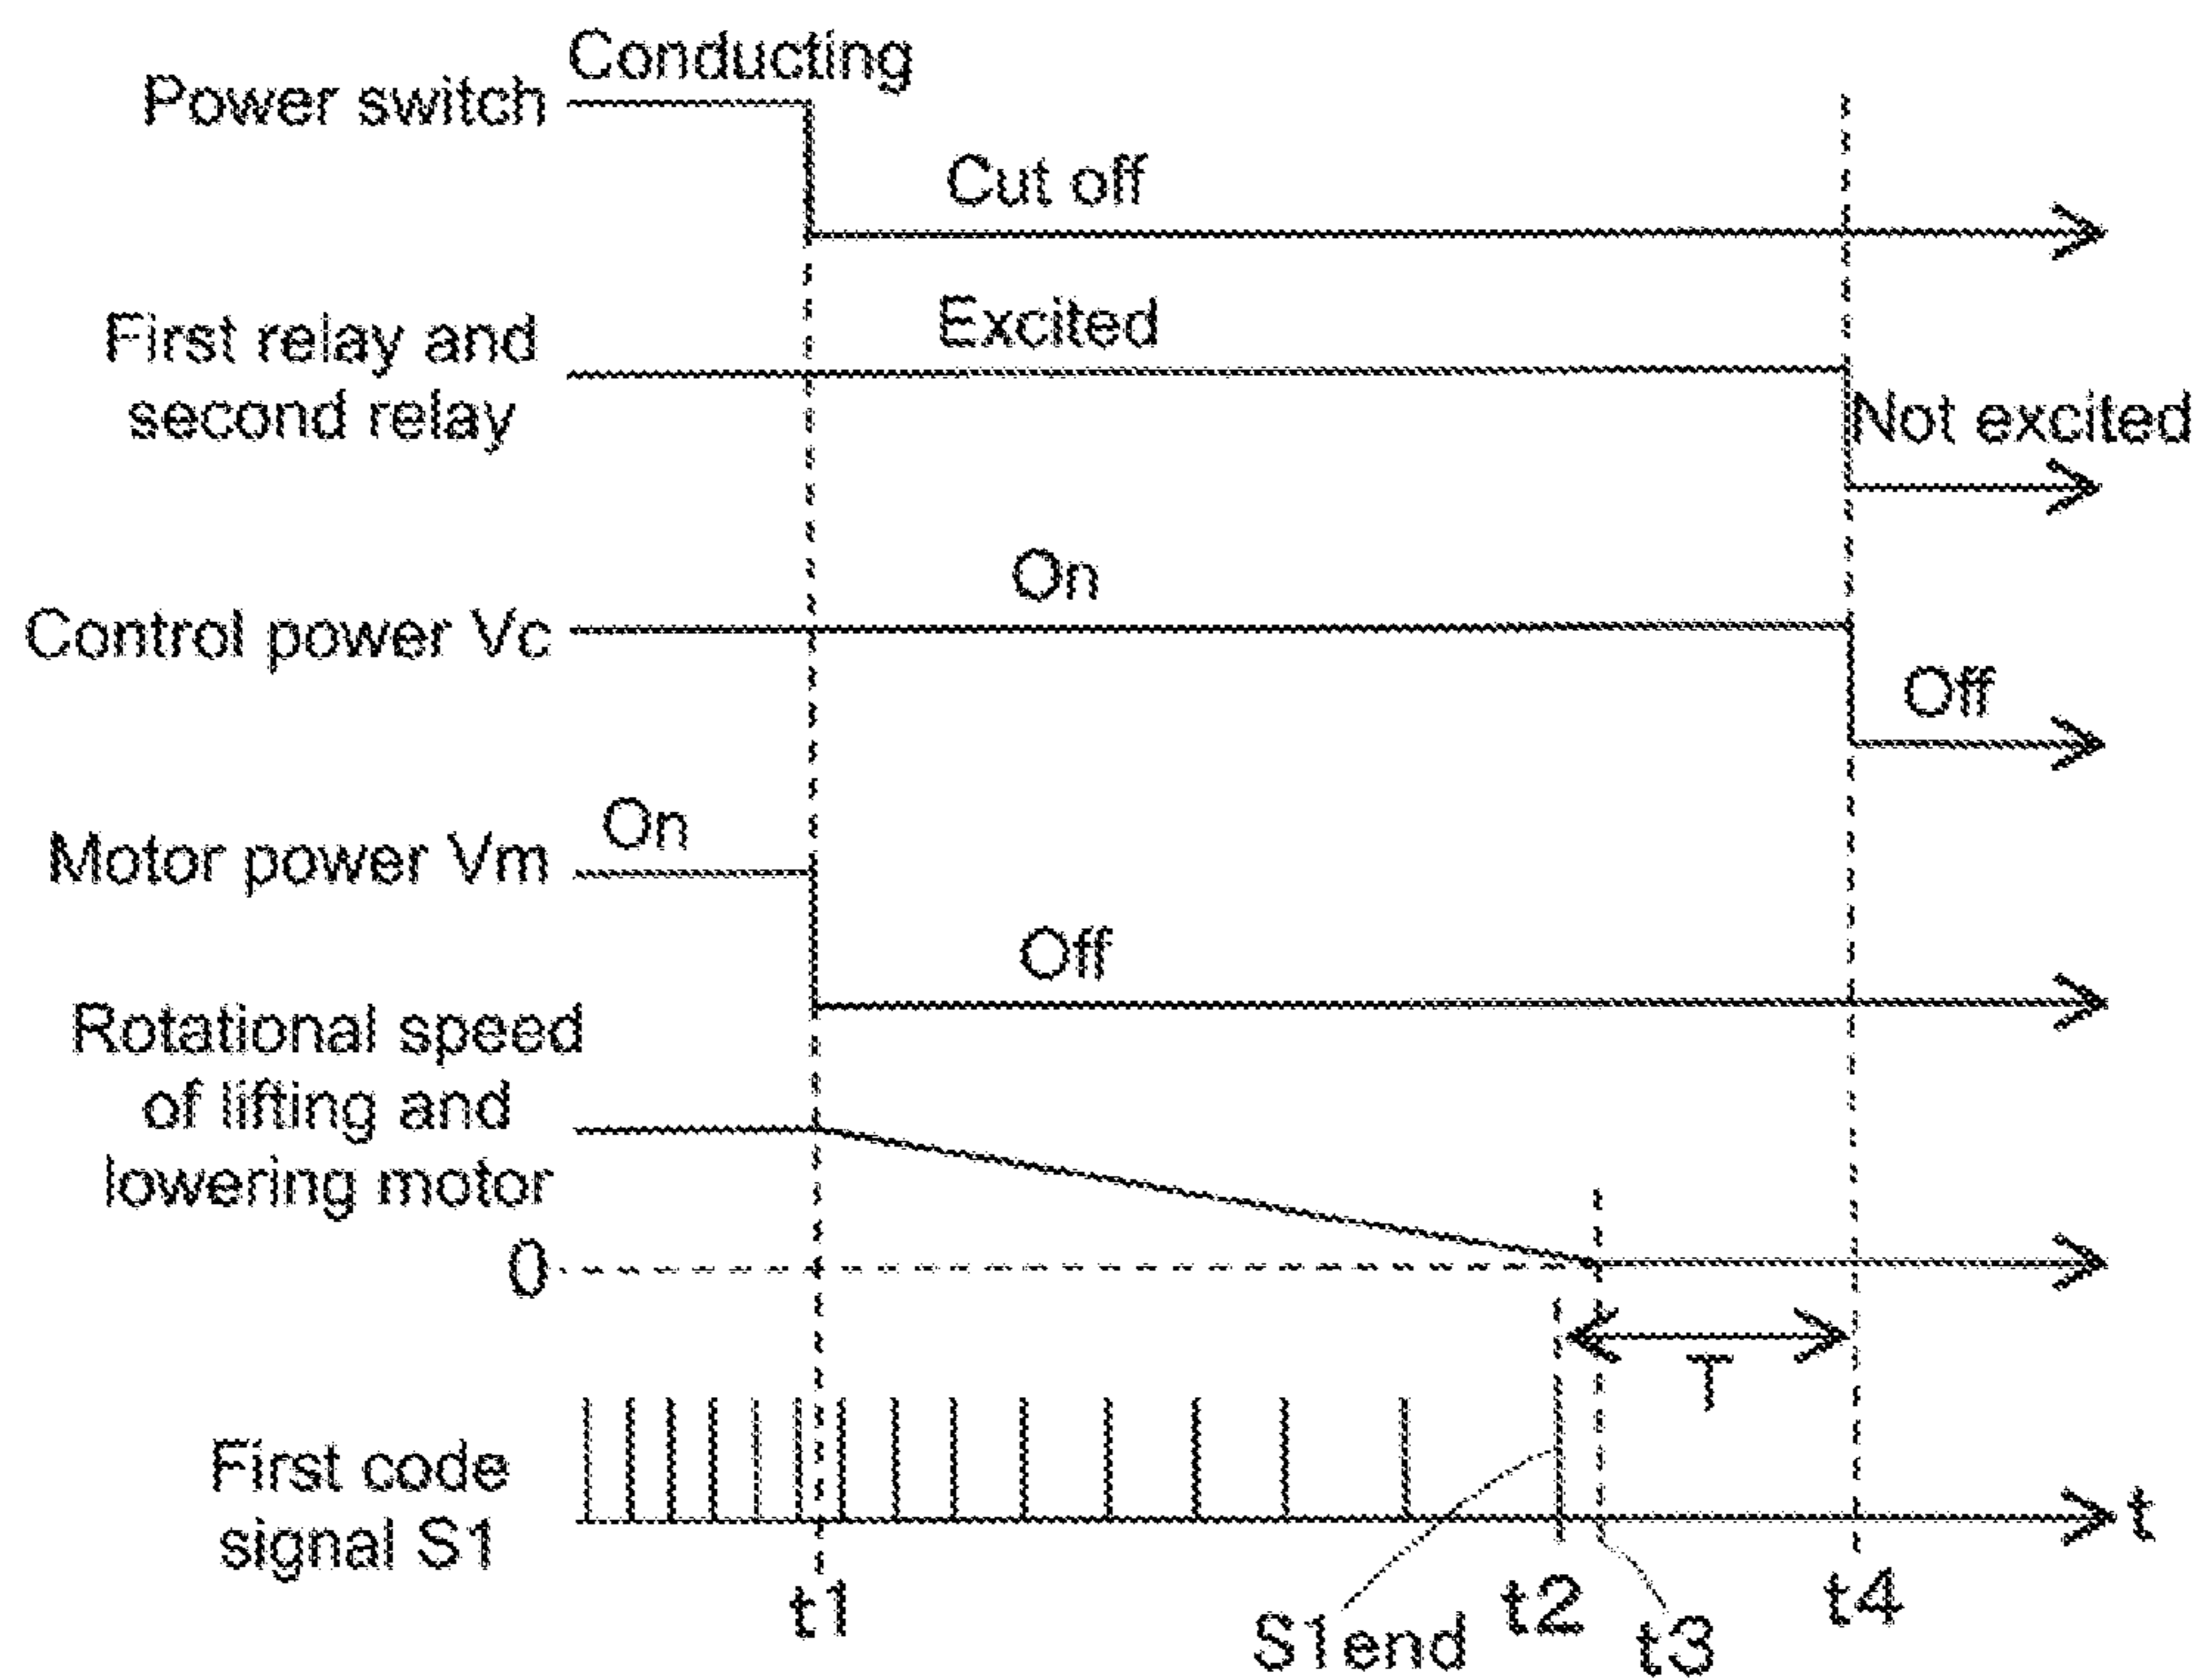 Conducting
Power switch
Cut off
First relay and
second relay
Excited
Not excited
On
Control power Vc
Off
On
Motor power Vm
Off
Rotational speed
of lifting and
lowering motor
0
T
First code
signal S1
t
t1
S1end
t2
t3
t4